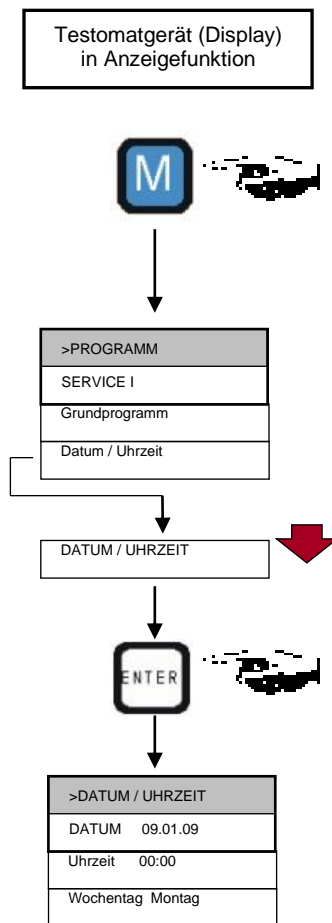 Testomatgerät (Display)
in Anzeigefunktion
M
>PROGRAMM
SERVICE I
Grundprogramm
Datum / Uhrzeit
DATUM / UHRZEIT
ENTER
>DATUM / UHRZEIT
DATUM 09.01.09
Uhrzeit 00:00
Wochentag Montag